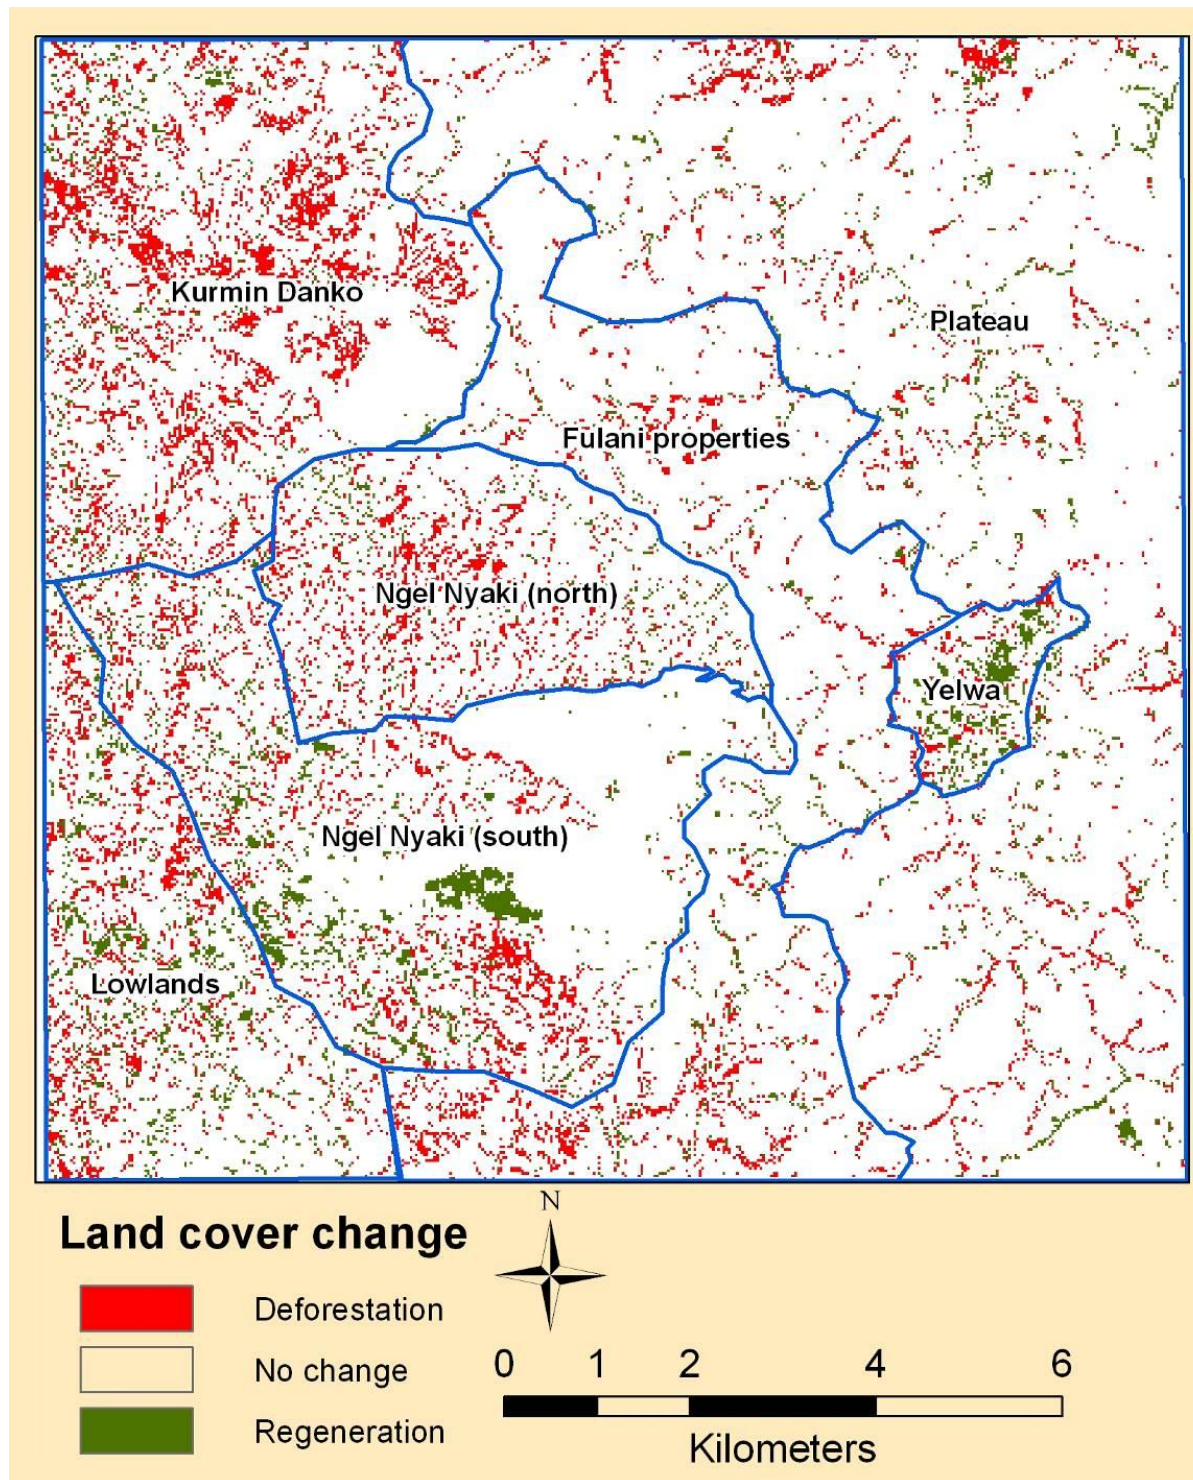 Kurmin Danko
Plateau
Fulani properties
Ngel Nyaki (north)
Yelwa
Ngel Nyaki (south)
Lowlands
Land cover change
N
Deforestation
No change
Regeneration
0 1 2 4 6
Kilometers